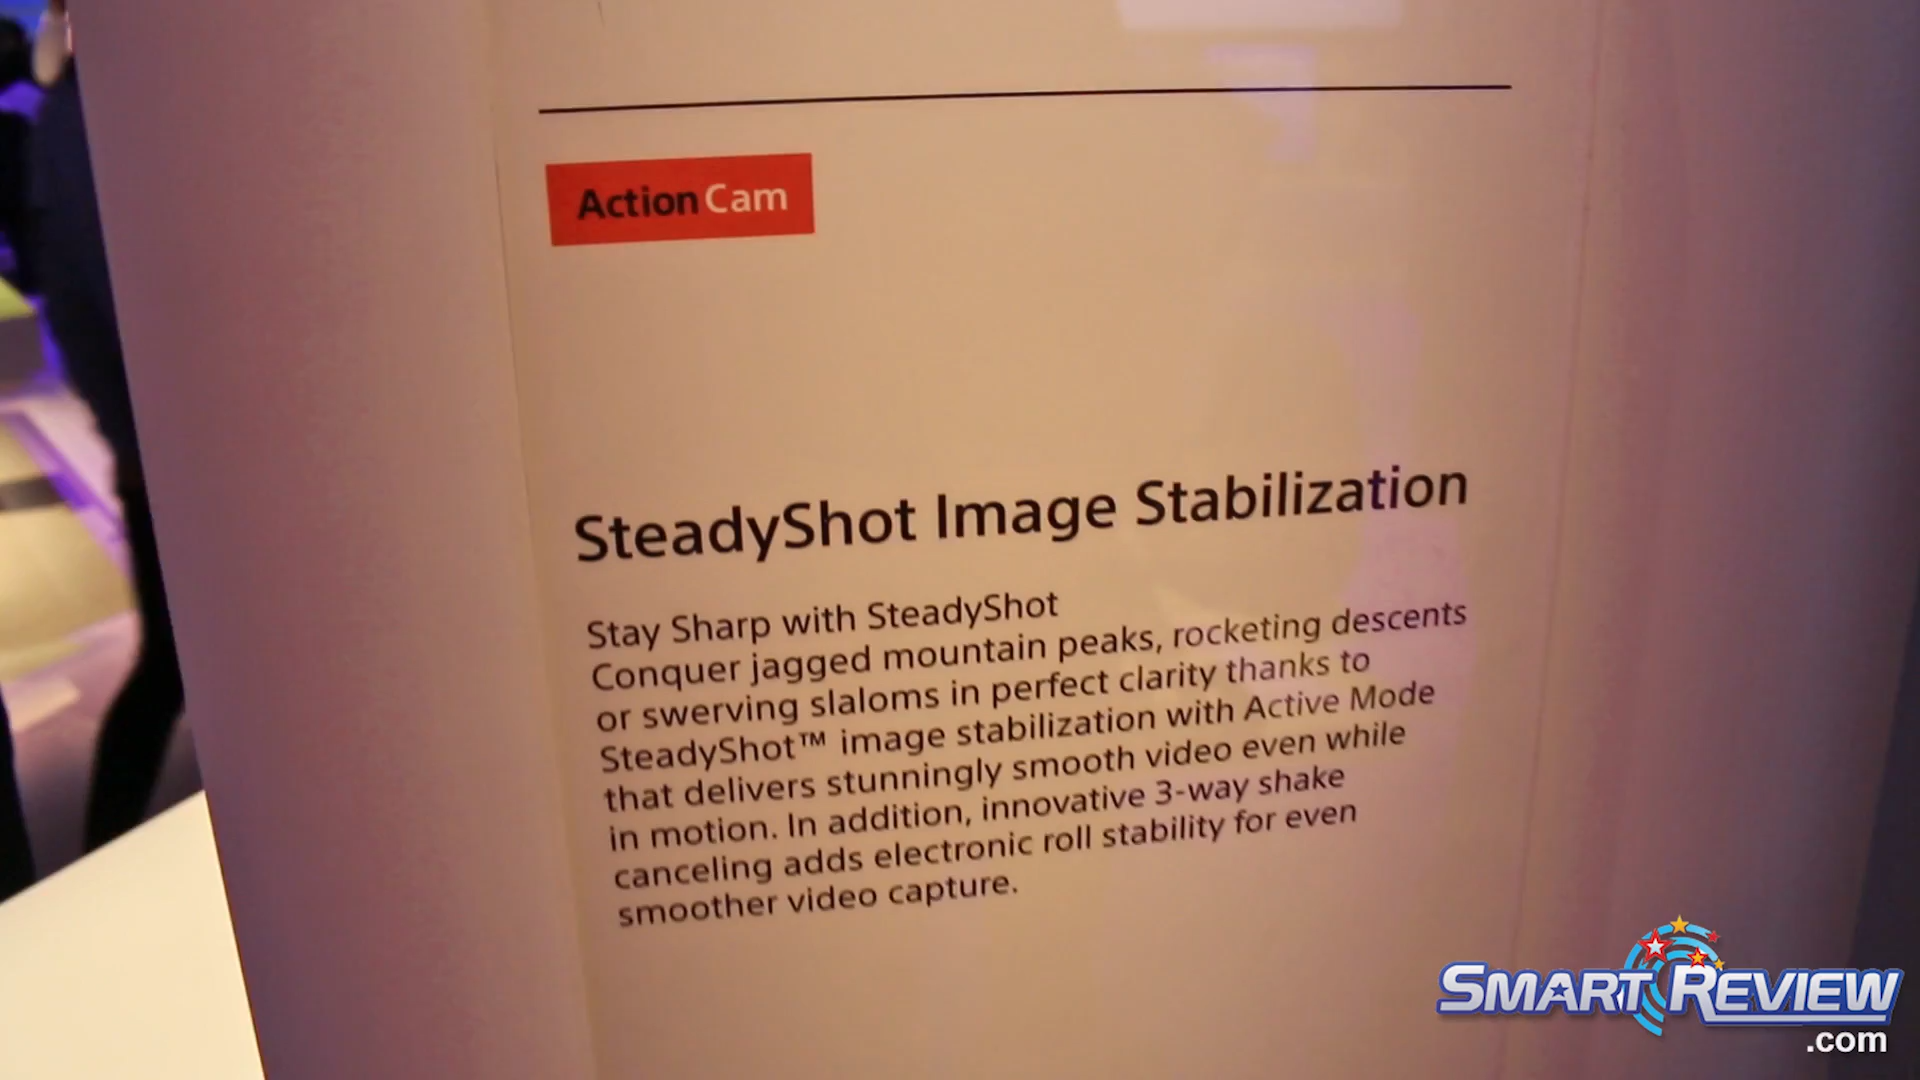 Action Cam
SteadyShot Image Stabilization
Stay Sharp with SteadyShot
Conquer jagged mountain peaks, rocketing descents
or swerving slaloms in perfect clarity thanks to
SteadyShot™ image stabilization with Active Mode
that delivers stunningly smooth video even while
in motion. In addition, innovative 3-way shake
canceling adds electronic roll stability for even
smoother video capture.
SMART REVIEW
.com